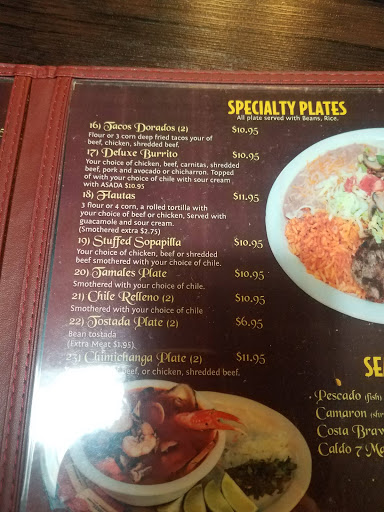 SPECIALTY PLATES
All plate served with Beans, Rice.
16) Tacos Dorados (2) $10.95
Flour or 3 corn deep fried tacos your of
beef, chicken, shredded beef.
17) Deluxe Burrito $10.95
Your choice of chicken, beef, carnitas, shredded
beef, pork and avocado or chicharron. Topped
of with your choice of chile with sour cream
with ASADA $10.95
18) Flautas $11.95
3 flour or 4 corn, a rolled tortilla with
your choice of beef or chicken, Served with
guacamole and sour cream.
(Smothered extra $2.75)
19) Stuffed Sopapilla $10.95
Your choice of chicken, beef or shredded
beef smothered with your choice of chile.
20) Tamales Plate $10.95
Smothered with your choice of chile.
21) Chile Relleno (2) $10.95
Smothered with your choice of chile
22) Tostada Plate (2) $6.95
Bean tostada
(Extra Meat $1.95)
23) Chimichanga Plate (2) $11.95
beef, or chicken, shredded beef.
SE
Pescado (fish)
Camaron
Costa Brav
Caldo 7 Ma